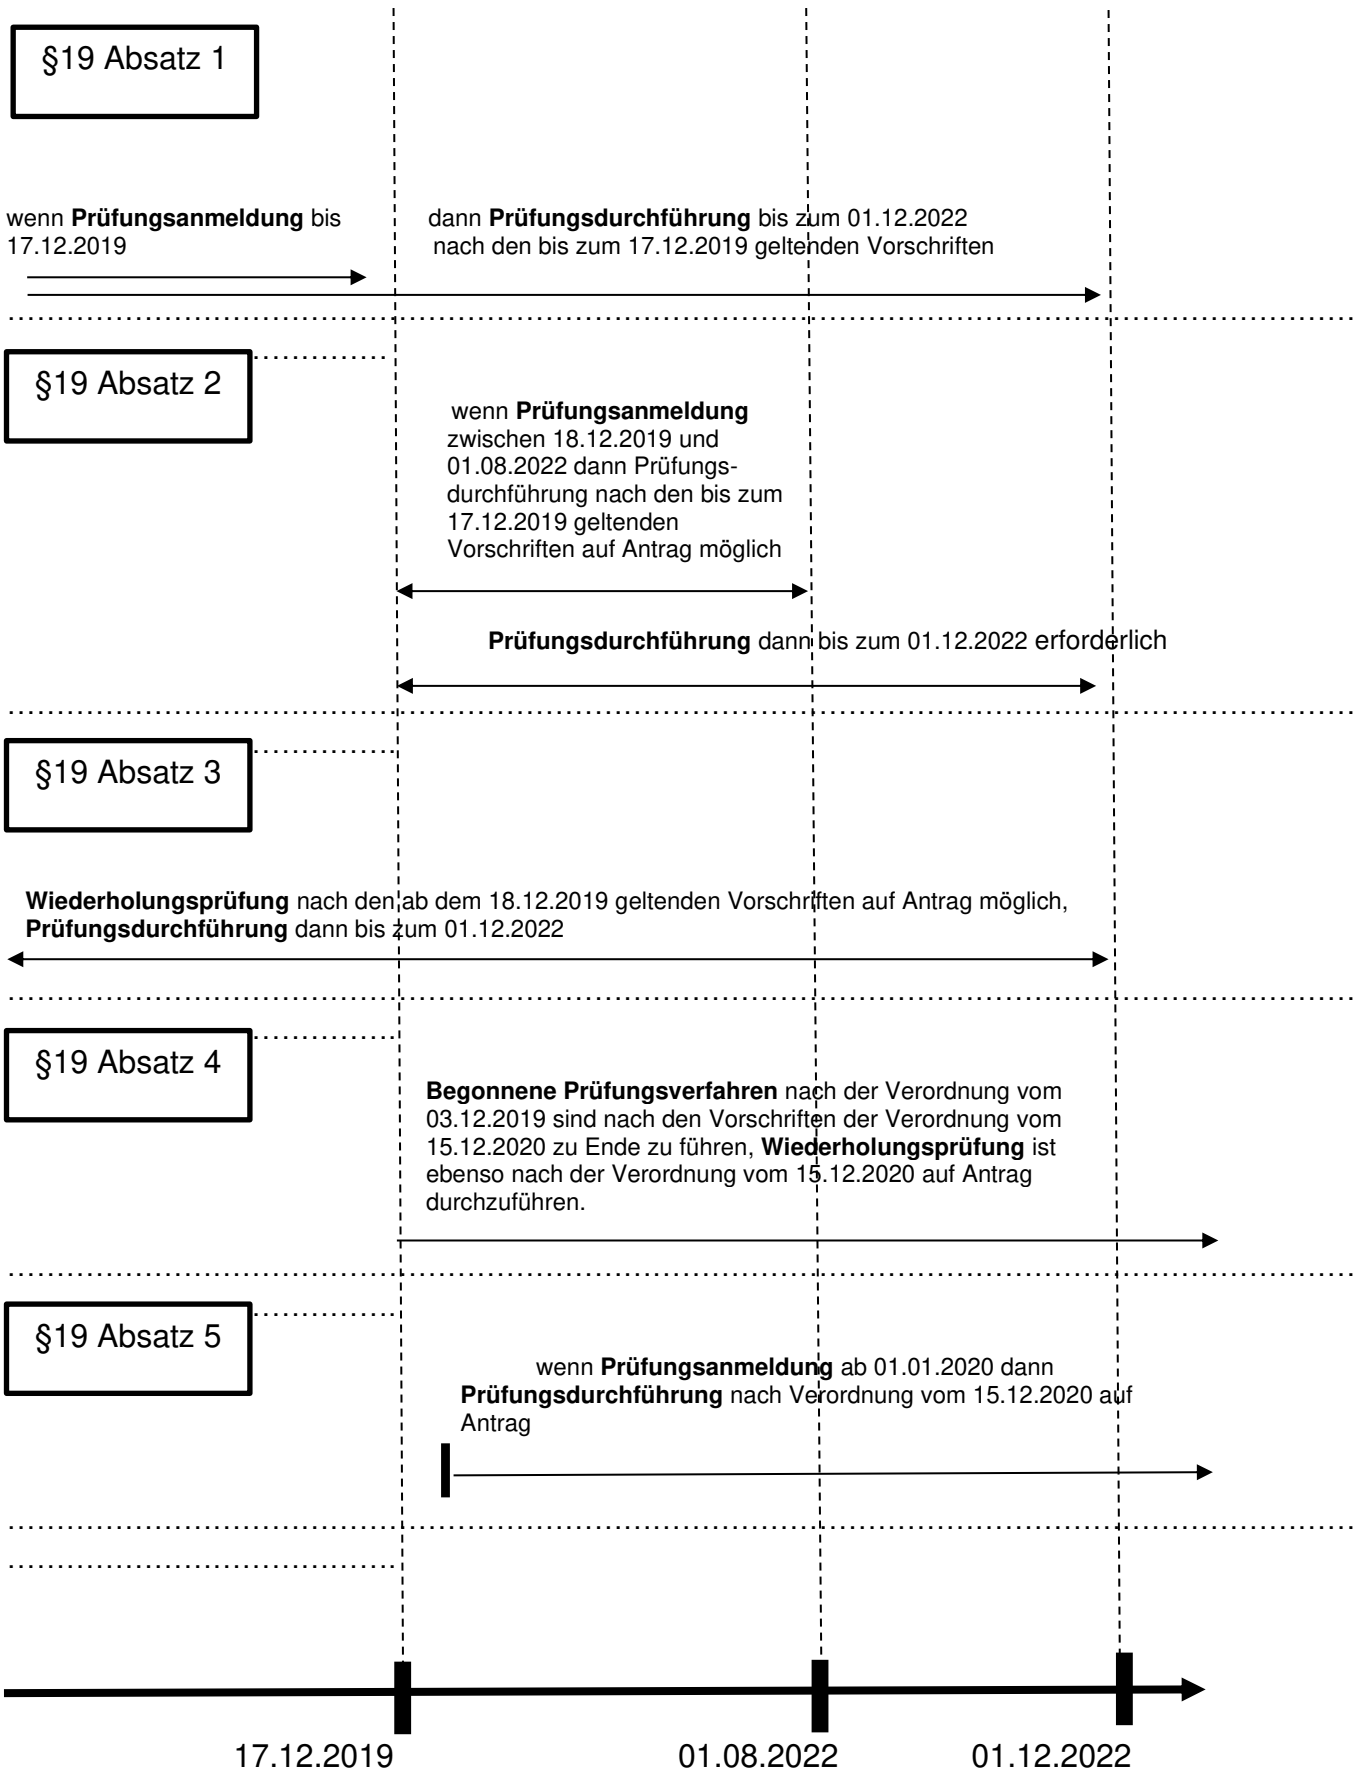 §19 Absatz 1
wenn Prüfungsanmeldung bis
17.12.2019
dann Prüfungsdurchführung bis zum 01.12.2022
nach den bis zum 17.12.2019 geltenden Vorschriften
§19 Absatz 2
wenn Prüfungsanmeldung
zwischen 18.12.2019 und
01.08.2022 dann Prüfungs-
durchführung nach den bis zum
17.12.2019 geltenden
Vorschriften auf Antrag möglich
Prüfungsdurchführung dann bis zum 01.12.2022 erforderlich
§19 Absatz 3
Wiederholungsprüfung nach den ab dem 18.12.2019 geltenden Vorschriften auf Antrag möglich,
Prüfungsdurchführung dann bis zum 01.12.2022
§19 Absatz 4
Begonnene Prüfungsverfahren nach der Verordnung vom
03.12.2019 sind nach den Vorschriften der Verordnung vom
15.12.2020 zu Ende zu führen, Wiederholungsprüfung ist
ebenso nach der Verordnung vom 15.12.2020 auf Antrag
durchzuführen.
§19 Absatz 5
wenn Prüfungsanmeldung ab 01.01.2020 dann
Prüfungsdurchführung nach Verordnung vom 15.12.2020 auf
Antrag
17.12.2019
01.08.2022
01.12.2022